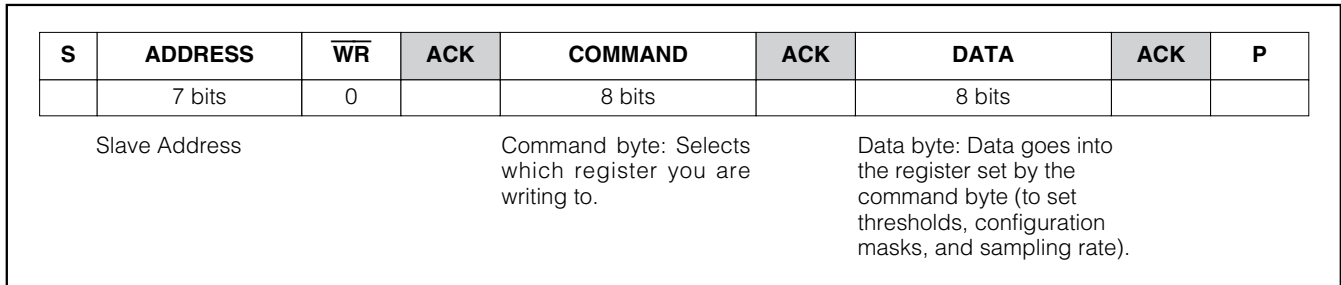 S ADDRESS WR ACK COMMAND ACK DATA ACK P
7 bits 0 8 bits 8 bits
Slave Address
Command byte: Selects
which register you are
writing to.
Data byte: Data goes into
the register set by the
command byte (to set
thresholds, configuration
masks, and sampling rate).